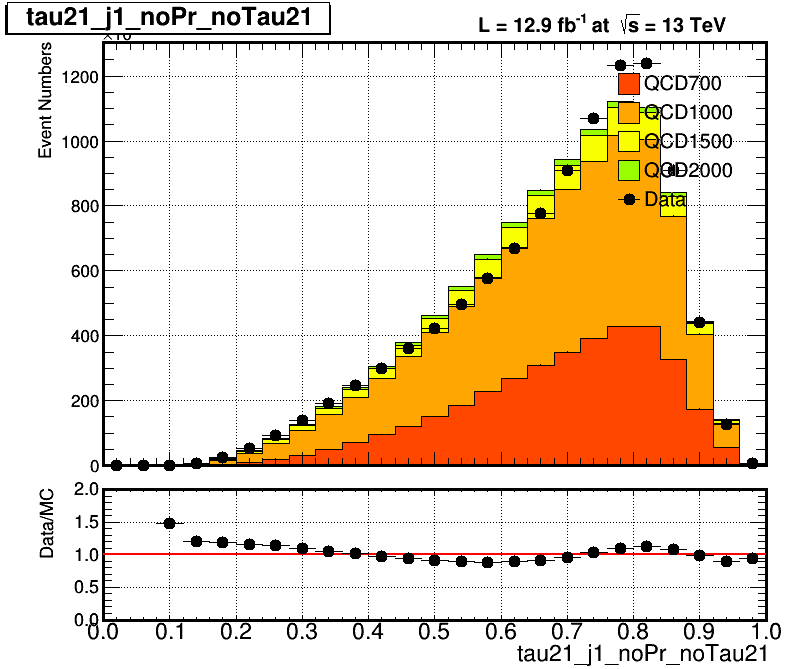 tau21_j1_noPr_noTau21
L = 12.9 fb⁻¹ at √s = 13 TeV
Event Numbers
1200
1000
800
600
400
200
0
QCD700
QCD1000
QCD1500
QCD2000
Data
Data/MC
2.0
1.5
1.0
0.5
0.0
0.0 0.1 0.2 0.3 0.4 0.5 0.6 0.7 0.8 0.9 1.0
tau21_j1_noPr_noTau21